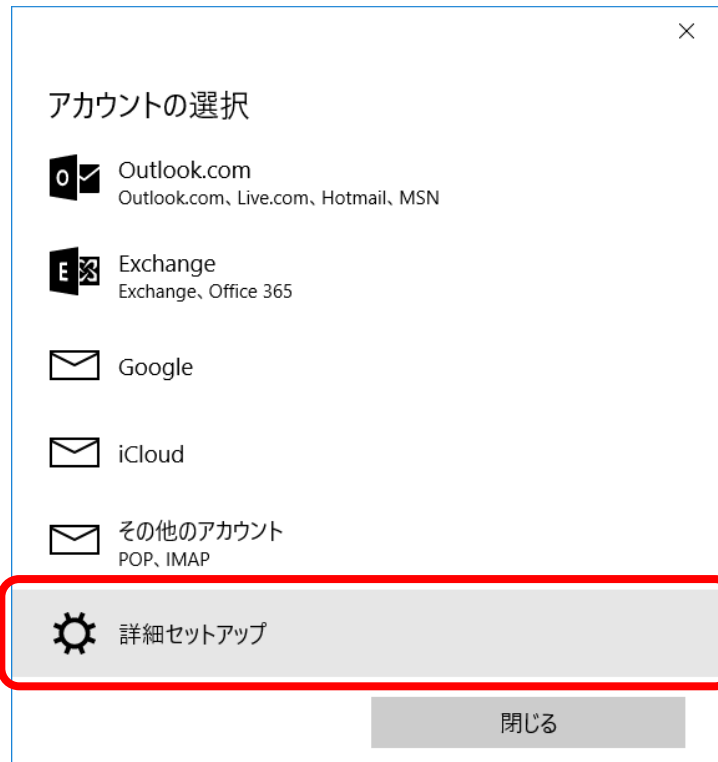 アカウントの選択
Outlook.com
Outlook.com、Live.com、Hotmail、MSN
Exchange
Exchange、Office 365
Google
iCloud
その他のアカウント
POP、IMAP
詳細セットアップ
閉じる